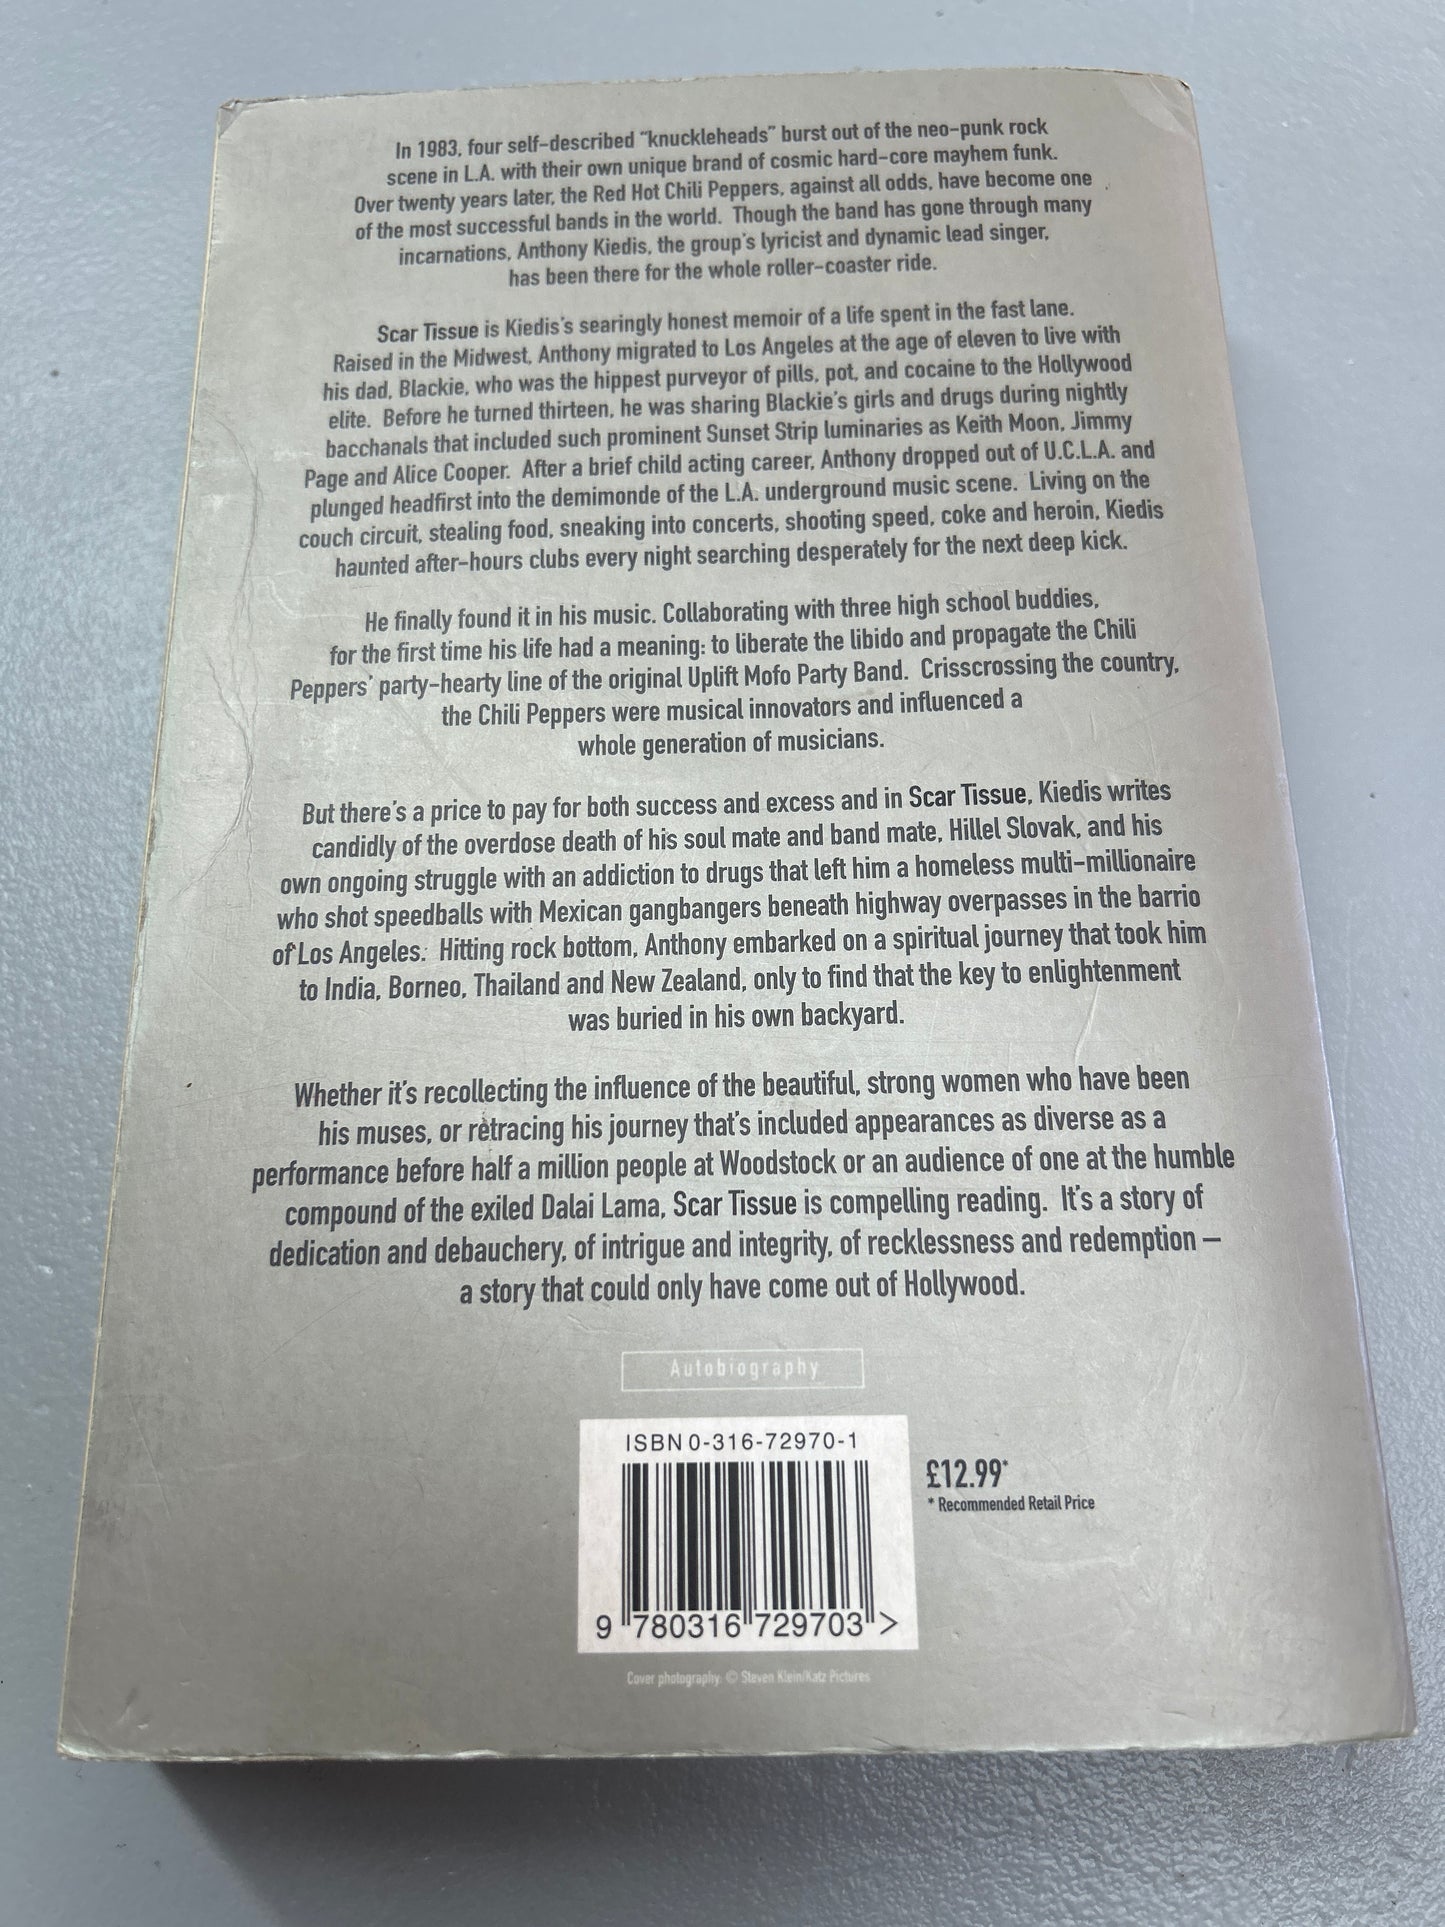 In 1983, four self-described “knuckleheads” burst out of the neo-punk rock
scene in L.A. with their own unique brand of cosmic hard-core mayhem funk.
Over twenty years later, the Red Hot Chili Peppers, against all odds, have become one
of the most successful bands in the world. Though the band has gone through many
incarnations, Anthony Kiedis, the group's lyricist and dynamic lead singer,
has been there for the whole roller-coaster ride.
Scar Tissue is Kiedis's searingly honest memoir of a life spent in the fast lane.
Raised in the Midwest, Anthony migrated to Los Angeles at the age of eleven to live with
his dad, Blackie, who was the hippest purveyor of pills, pot, and cocaine to the Hollywood
elite. Before he turned thirteen, he was sharing Blackie's girls and drugs during nightly
bacchanals that included such prominent Sunset Strip luminaries as Keith Moon, Jimmy
Page and Alice Cooper. After a brief child acting career, Anthony dropped out of U.C.L.A. and
plunged headfirst into the demimonde of the L.A. underground music scene. Living on the
couch circuit, stealing food, sneaking into concerts, shooting speed, coke and heroin, Kiedis
haunted after-hours clubs every night searching desperately for the next deep kick.
He finally found it in his music. Collaborating with three high school buddies,
for the first time his life had a meaning: to liberate the libido and propagate the Chili
Peppers' party-hearty line of the original Uplift Mofo Party Band. Crisscrossing the country,
the Chili Peppers were musical innovators and influenced a
whole generation of musicians.
But there's a price to pay for both success and excess and in Scar Tissue, Kiedis writes
candidly of the overdose death of his soul mate and band mate, Hillel Slovak, and his
own ongoing struggle with an addiction to drugs that left him a homeless multi-millionaire
who shot speedballs with Mexican gangbangers beneath highway overpasses in the barrio
of Los Angeles. Hitting rock bottom, Anthony embarked on a spiritual journey that took him
to India, Borneo, Thailand and New Zealand, only to find that the key to enlightenment
was buried in his own backyard.
Whether it's recollecting the influence of the beautiful, strong women who have been
his muses, or retracing his journey that's included appearances as diverse as a
performance before half a million people at Woodstock or an audience of one at the humble
compound of the exiled Dalai Lama, Scar Tissue is compelling reading. It's a story of
dedication and debauchery, of intrigue and integrity, of recklessness and redemption –
a story that could only have come out of Hollywood.
Autobiography
ISBN 0-316-72970-1
£12.99*
* Recommended Retail Price
9 780316 729703 >
Cover photography: © Steven Klein/Katz Pictures